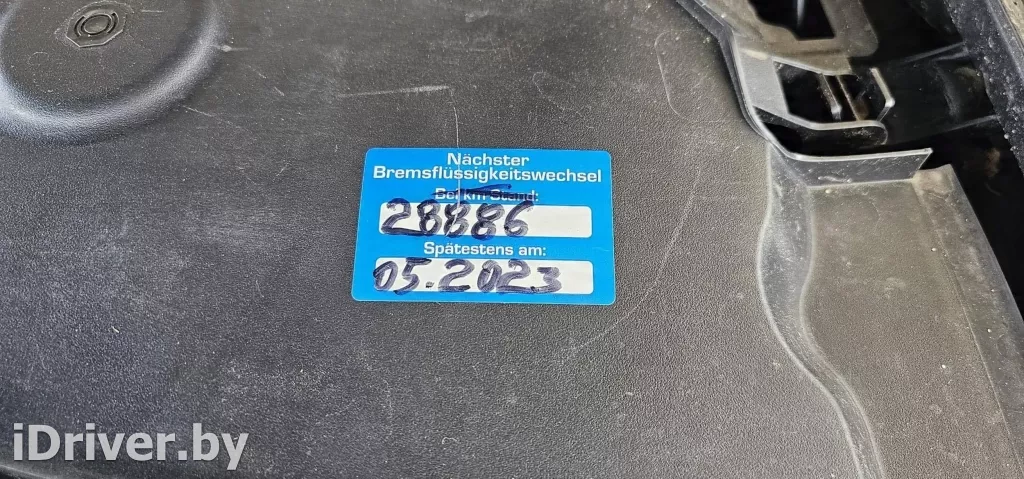 Nächster
Bremsflüssigkeitswechsel
Bei km Stand:
28886
Spätestens am:
05.2023
iDriver.by